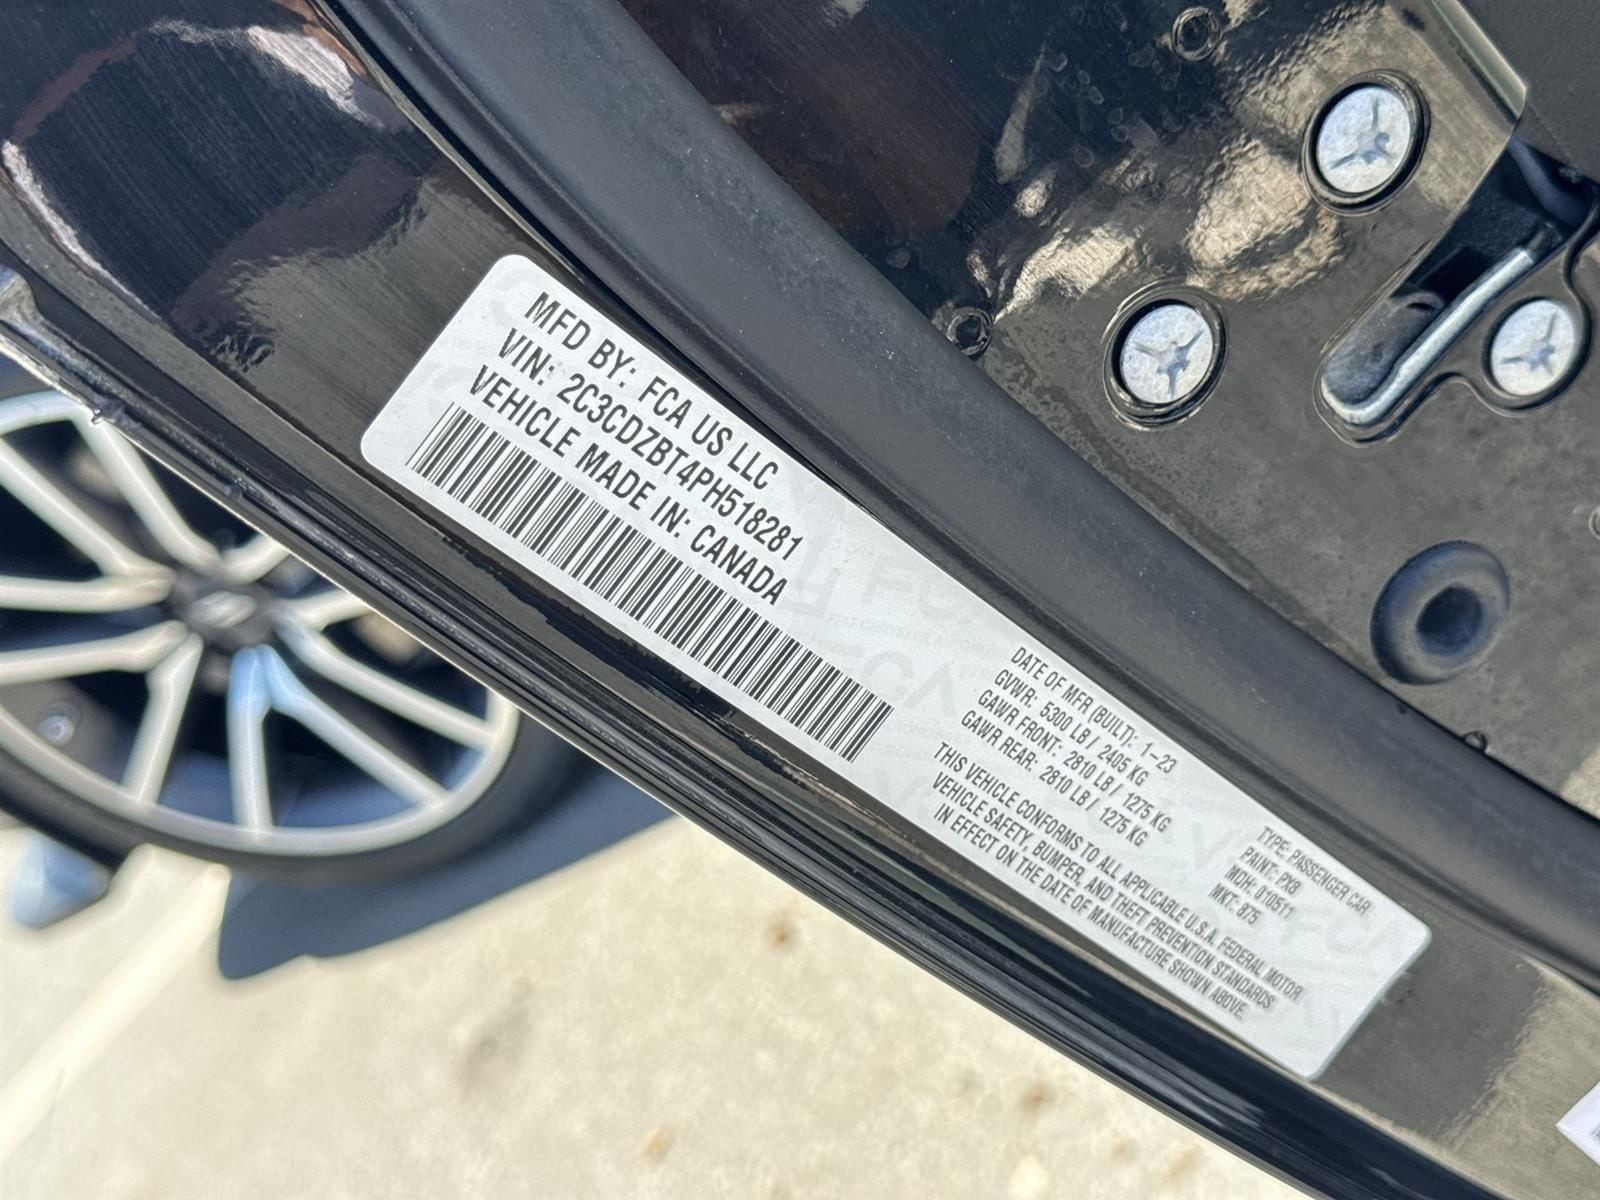 MFD BY: FCA US LLC
VIN: 2C3CDZBT4PH518281
VEHICLE MADE IN: CANADA
DATE OF MFR (BUILT): 1-23
GVWR: 5300 LB / 2405 KG
GAWR FRONT: 2810 LB / 1275 KG
GAWR REAR: 2810 LB / 1275 KG
THIS VEHICLE CONFORMS TO ALL APPLICABLE U.S.A. FEDERAL MOTOR
VEHICLE SAFETY, BUMPER, AND THEFT PREVENTION STANDARDS
IN EFFECT ON THE DATE OF MANUFACTURE SHOWN ABOVE.
TYPE: PASSENGER CAR
PAINT: PX8
MDH: 010511
MKT: 875